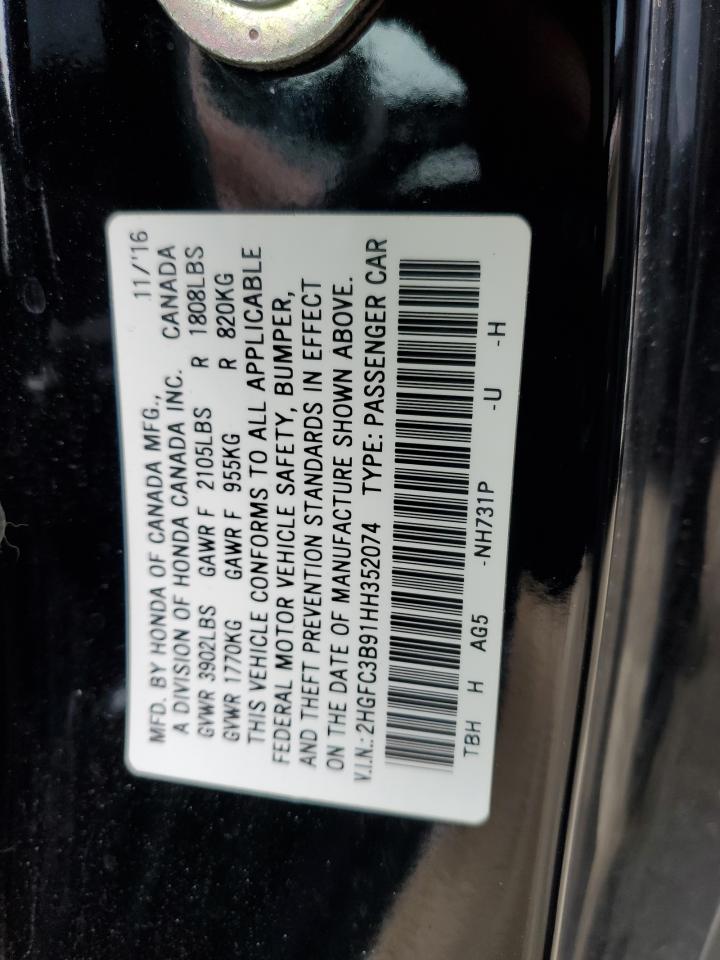 MFD. BY HONDA OF CANADA MFG., 11/'16
A DIVISION OF HONDA CANADA INC. CANADA
GVWR 3902LBS GAWR F 2105LBS R 1808LBS
GVWR 1770KG GAWR F 955KG R 820KG
THIS VEHICLE CONFORMS TO ALL APPLICABLE
FEDERAL MOTOR VEHICLE SAFETY, BUMPER,
AND THEFT PREVENTION STANDARDS IN EFFECT
ON THE DATE OF MANUFACTURE SHOWN ABOVE.
V.I.N.: 2HGFC3B91HH352074 TYPE: PASSENGER CAR
TBH H AG5 -NH731P -U -H